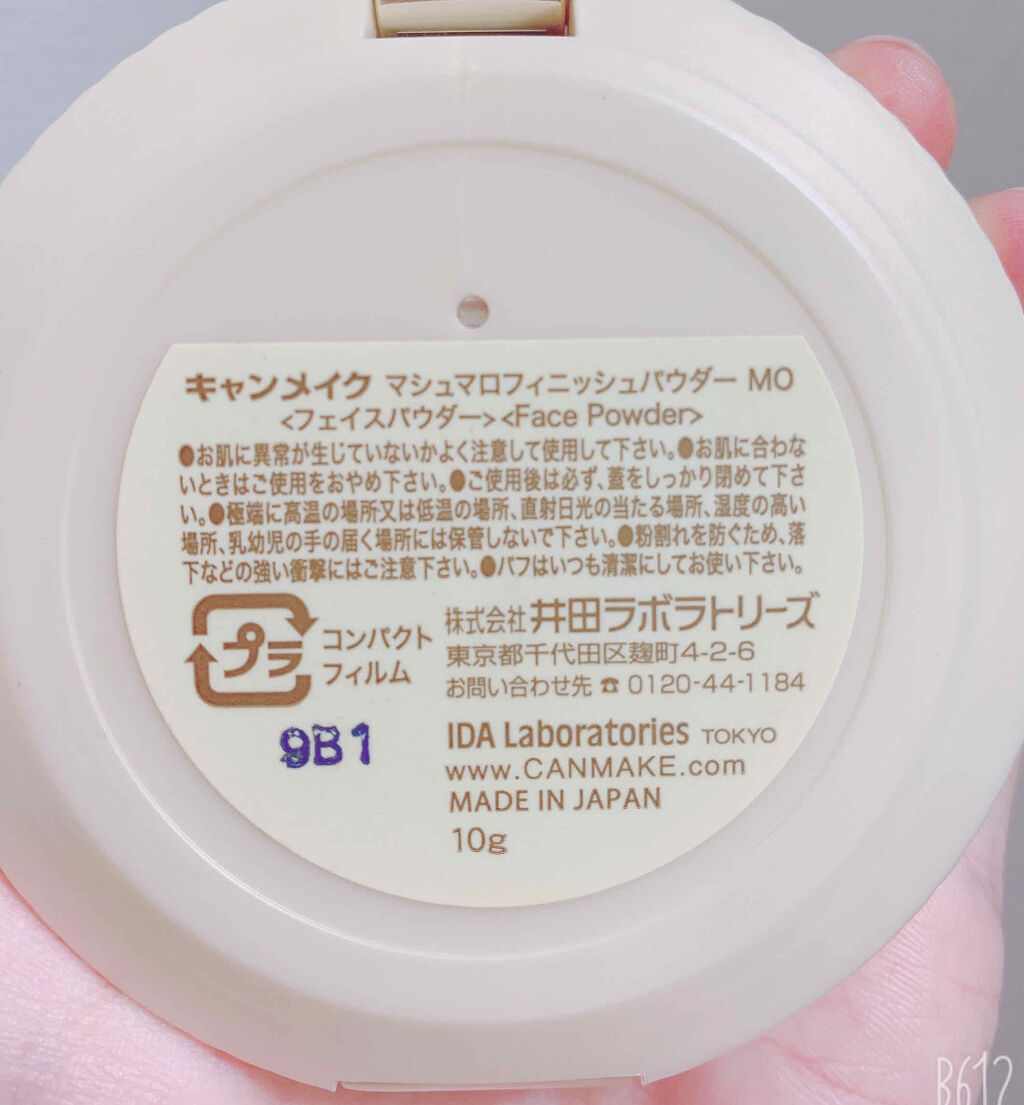 キャンメイク マシュマロフィニッシュパウダー MO
<フェイスパウダー><Face Powder>
●お肌に異常が生じていないかよく注意して使用して下さい。●お肌に合わな
いときはご使用をおやめ下さい。●ご使用後は必ず、蓋をしっかり閉めて下さ
い。●極端に高温の場所又は低温の場所、直射日光の当たる場所、湿度の高い
場所、乳幼児の手の届く場所には保管しないで下さい。●粉割れを防ぐため、落
下などの強い衝撃にはご注意下さい。●パフはいつも清潔にしてお使い下さい。
プラ
コンパクト
フィルム
株式会社 井田ラボラトリーズ
東京都千代田区麹町4-2-6
お問い合わせ先 ☎ 0120-44-1184
9B1
IDA Laboratories TOKYO
www.CANMAKE.com
MADE IN JAPAN
10g
B612